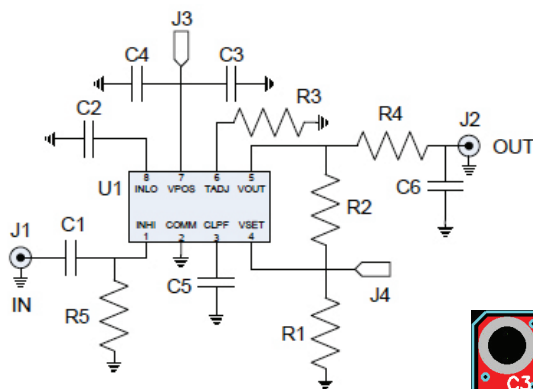 J3
C4 C3
R3
C2
R4 J2
OUT
8 7 6 5
INLO VPOS TADJ VOUT
U1
C6
R2
J1 C1
INHI COMM CLPF VSET
1 2 3 4
IN
C5
J4
R5
R1
C3